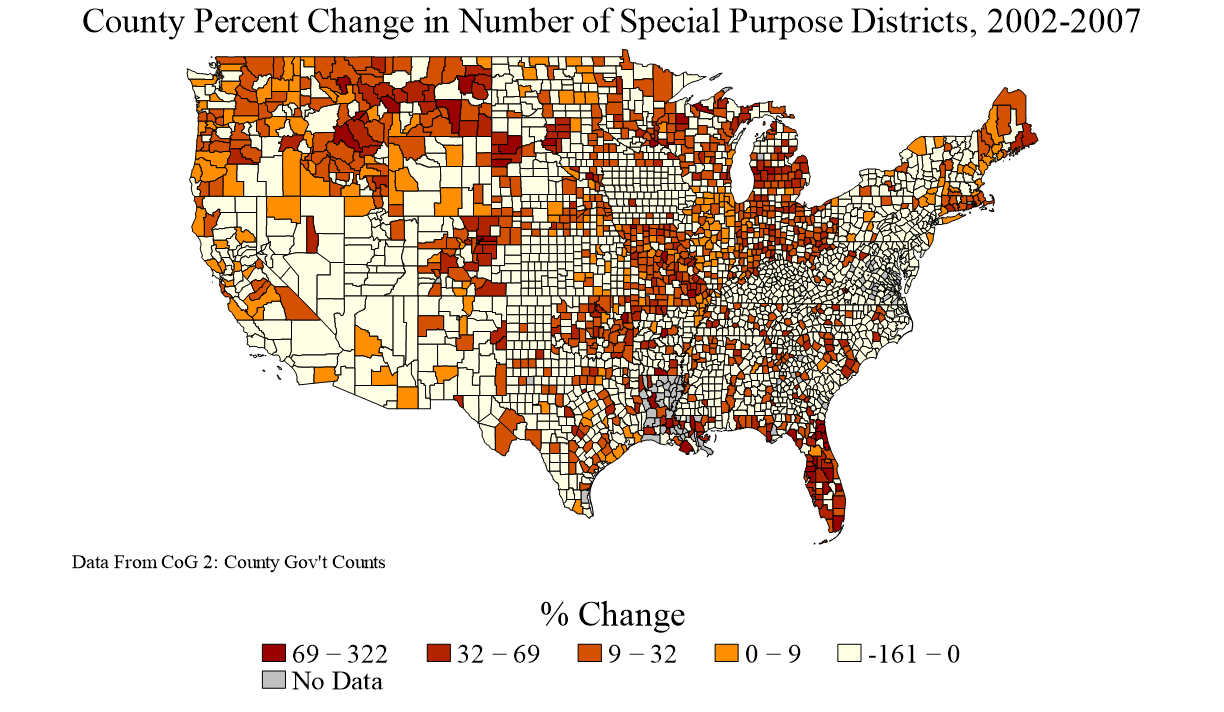 County Percent Change in Number of Special Purpose Districts, 2002-2007
Data From CoG 2: County Gov't Counts
% Change
69 – 322 32 – 69 9 – 32 0 – 9 -161 – 0
No Data